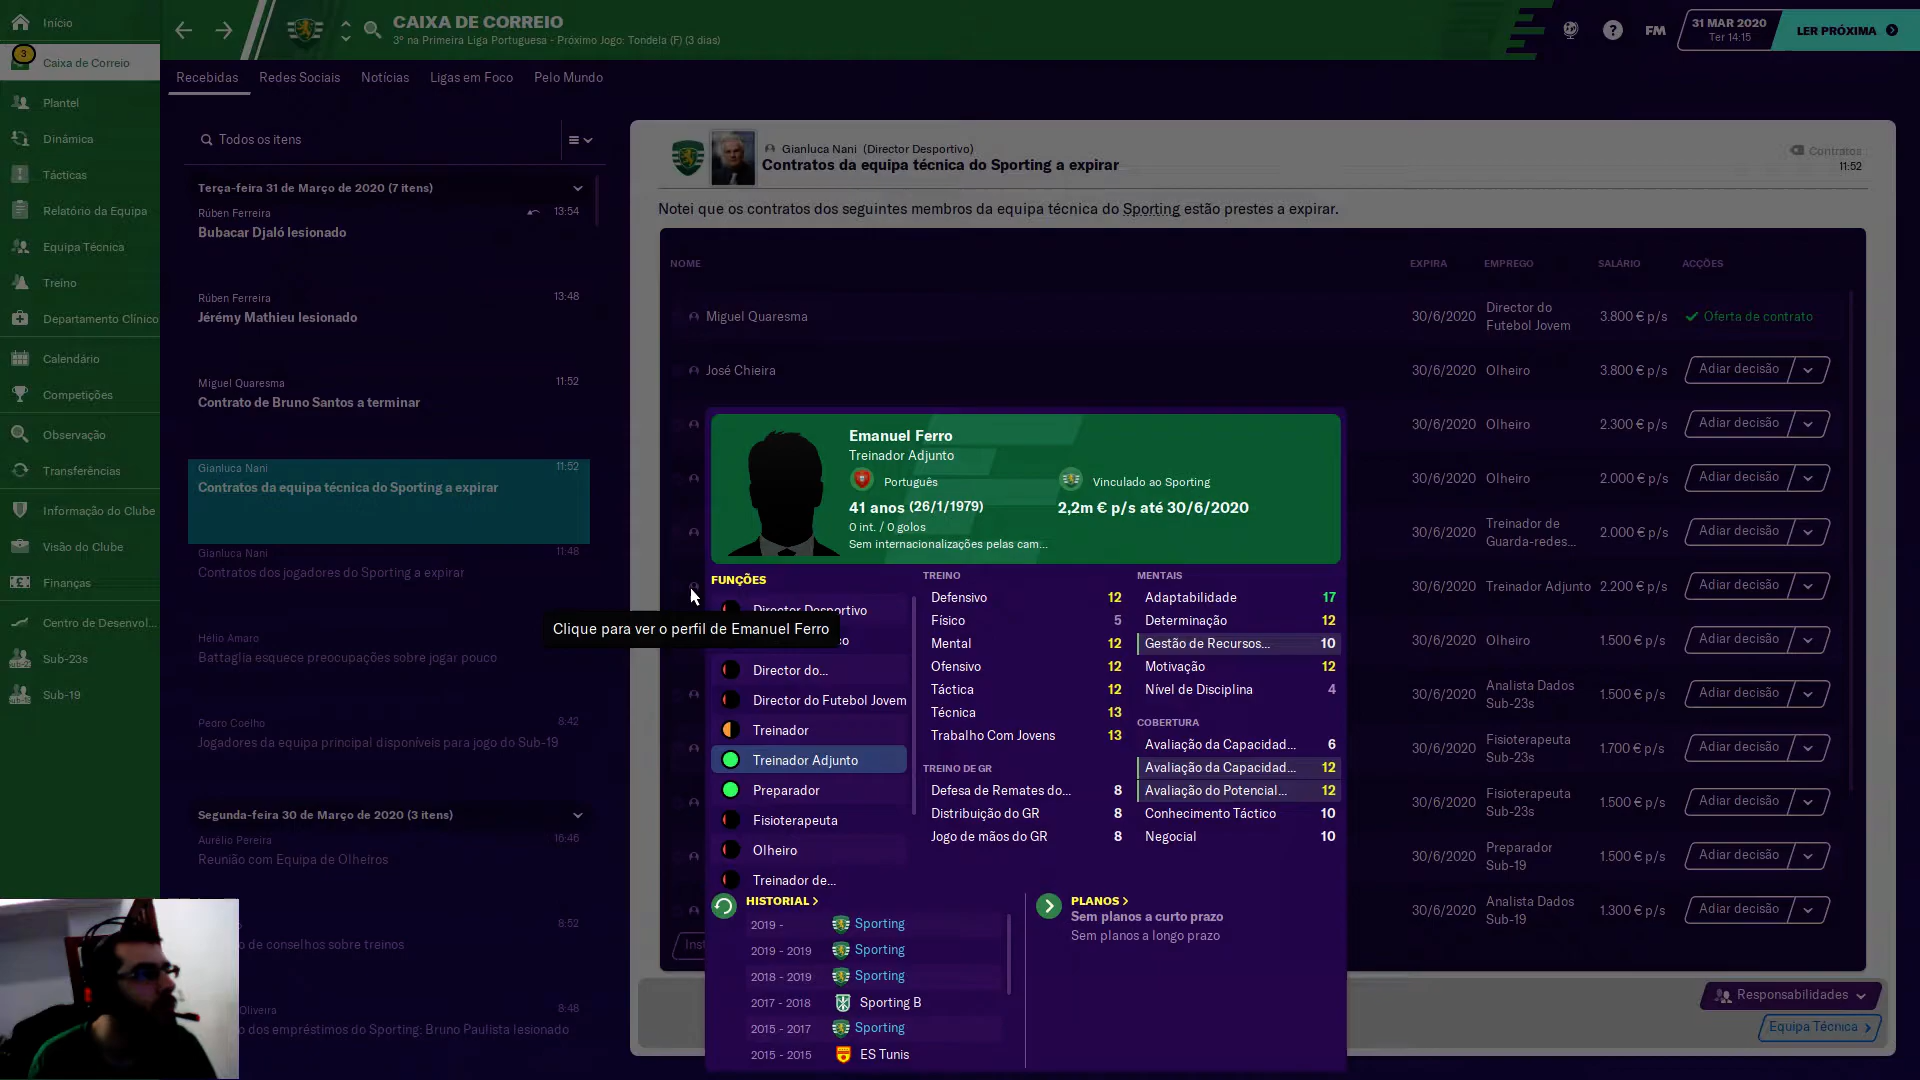 Início
CAIXA DE CORREIO
3º na Primeira Liga Portuguesa - Próximo Jogo: Tondela (F) (3 dias)
FM
31 MAR 2020
Ter 14:15
LER PRÓXIMA
3
Caixa de Correio
Recebidas
Redes Sociais
Notícias
Ligas em Foco
Pelo Mundo
Plantel
Dinâmica
Tácticas
Relatório da Equipa
Equipa Técnica
Treino
Departamento Clínico
Calendário
Competições
Observação
Transferências
Informação do Clube
Visão do Clube
Finanças
Centro de Desenvol...
Sub-23s
Sub-19
Todos os itens
Terça-feira 31 de Março de 2020 (7 itens)
Rúben Ferreira
13:54
Bubacar Djaló lesionado
Rúben Ferreira
13:48
Jérémy Mathieu lesionado
Miguel Quaresma
11:52
Contrato de Bruno Santos a terminar
Gianluca Nani
11:52
Contratos da equipa técnica do Sporting a expirar
Gianluca Nani
11:48
Contratos dos jogadores do Sporting a expirar
Hélio Amaro
8:52
Battaglia esquece preocupações sobre jogar pouco
Pedro Coelho
8:42
Jogadores da equipa principal disponíveis para jogo do Sub-19
Segunda-feira 30 de Março de 2020 (3 itens)
Aurélio Pereira
16:46
Reunião com Equipa de Olheiros
8:52
de conselhos sobre treinos
Oliveira
8:48
dos empréstimos do Sporting: Bruno Paulista lesionado
Gianluca Nani (Director Desportivo)
Contratos da equipa técnica do Sporting a expirar
Contratos
11:52
Notei que os contratos dos seguintes membros da equipa técnica do Sporting estão prestes a expirar.
NOME
EXPIRA
EMPREGO
SALÁRIO
ACÇÕES
Miguel Quaresma
30/6/2020
Director do
Futebol Jovem
3.800 € p/s
Oferta de contrato
José Chieira
30/6/2020
Olheiro
3.800 € p/s
Adiar decisão
30/6/2020
Olheiro
2.300 € p/s
Adiar decisão
30/6/2020
Olheiro
2.000 € p/s
Adiar decisão
30/6/2020
Treinador de
Guarda-redes...
2.000 € p/s
Adiar decisão
30/6/2020
Treinador Adjunto
2.200 € p/s
Adiar decisão
30/6/2020
Olheiro
1.500 € p/s
Adiar decisão
30/6/2020
Analista Dados
Sub-23s
1.500 € p/s
Adiar decisão
30/6/2020
Fisioterapeuta
Sub-23s
1.700 € p/s
Adiar decisão
30/6/2020
Fisioterapeuta
Sub-23s
1.500 € p/s
Adiar decisão
30/6/2020
Preparador
Sub-19
1.500 € p/s
Adiar decisão
30/6/2020
Analista Dados
Sub-19
1.300 € p/s
Adiar decisão
Responsabilidades
Equipa Técnica
Emanuel Ferro
Treinador Adjunto
Português
Vinculado ao Sporting
41 anos (26/1/1979)
2,2m € p/s até 30/6/2020
0 int. / 0 golos
Sem internacionalizações pelas cam...
FUNÇÕES
Director Desportivo
Clique para ver o perfil de Emanuel Ferro
Director do...
Director do Futebol Jovem
Treinador
Treinador Adjunto
Preparador
Fisioterapeuta
Olheiro
Treinador de...
TREINO
Defensivo 12
Físico 5
Mental 12
Ofensivo 12
Táctica 12
Técnica 13
Trabalho Com Jovens 13
TREINO DE GR
Defesa de Remates do... 8
Distribuição do GR 8
Jogo de mãos do GR 8
MENTAIS
Adaptabilidade 17
Determinação 12
Gestão de Recursos... 10
Motivação 12
Nível de Disciplina 4
COBERTURA
Avaliação da Capacidad... 6
Avaliação da Capacidad... 12
Avaliação do Potencial... 12
Conhecimento Táctico 10
Negocial 10
HISTORIAL
2019 - Sporting
2019 - 2019 Sporting
2018 - 2019 Sporting
2017 - 2018 Sporting B
2015 - 2017 Sporting
2015 - 2015 ES Tunis
PLANOS
Sem planos a curto prazo
Sem planos a longo prazo